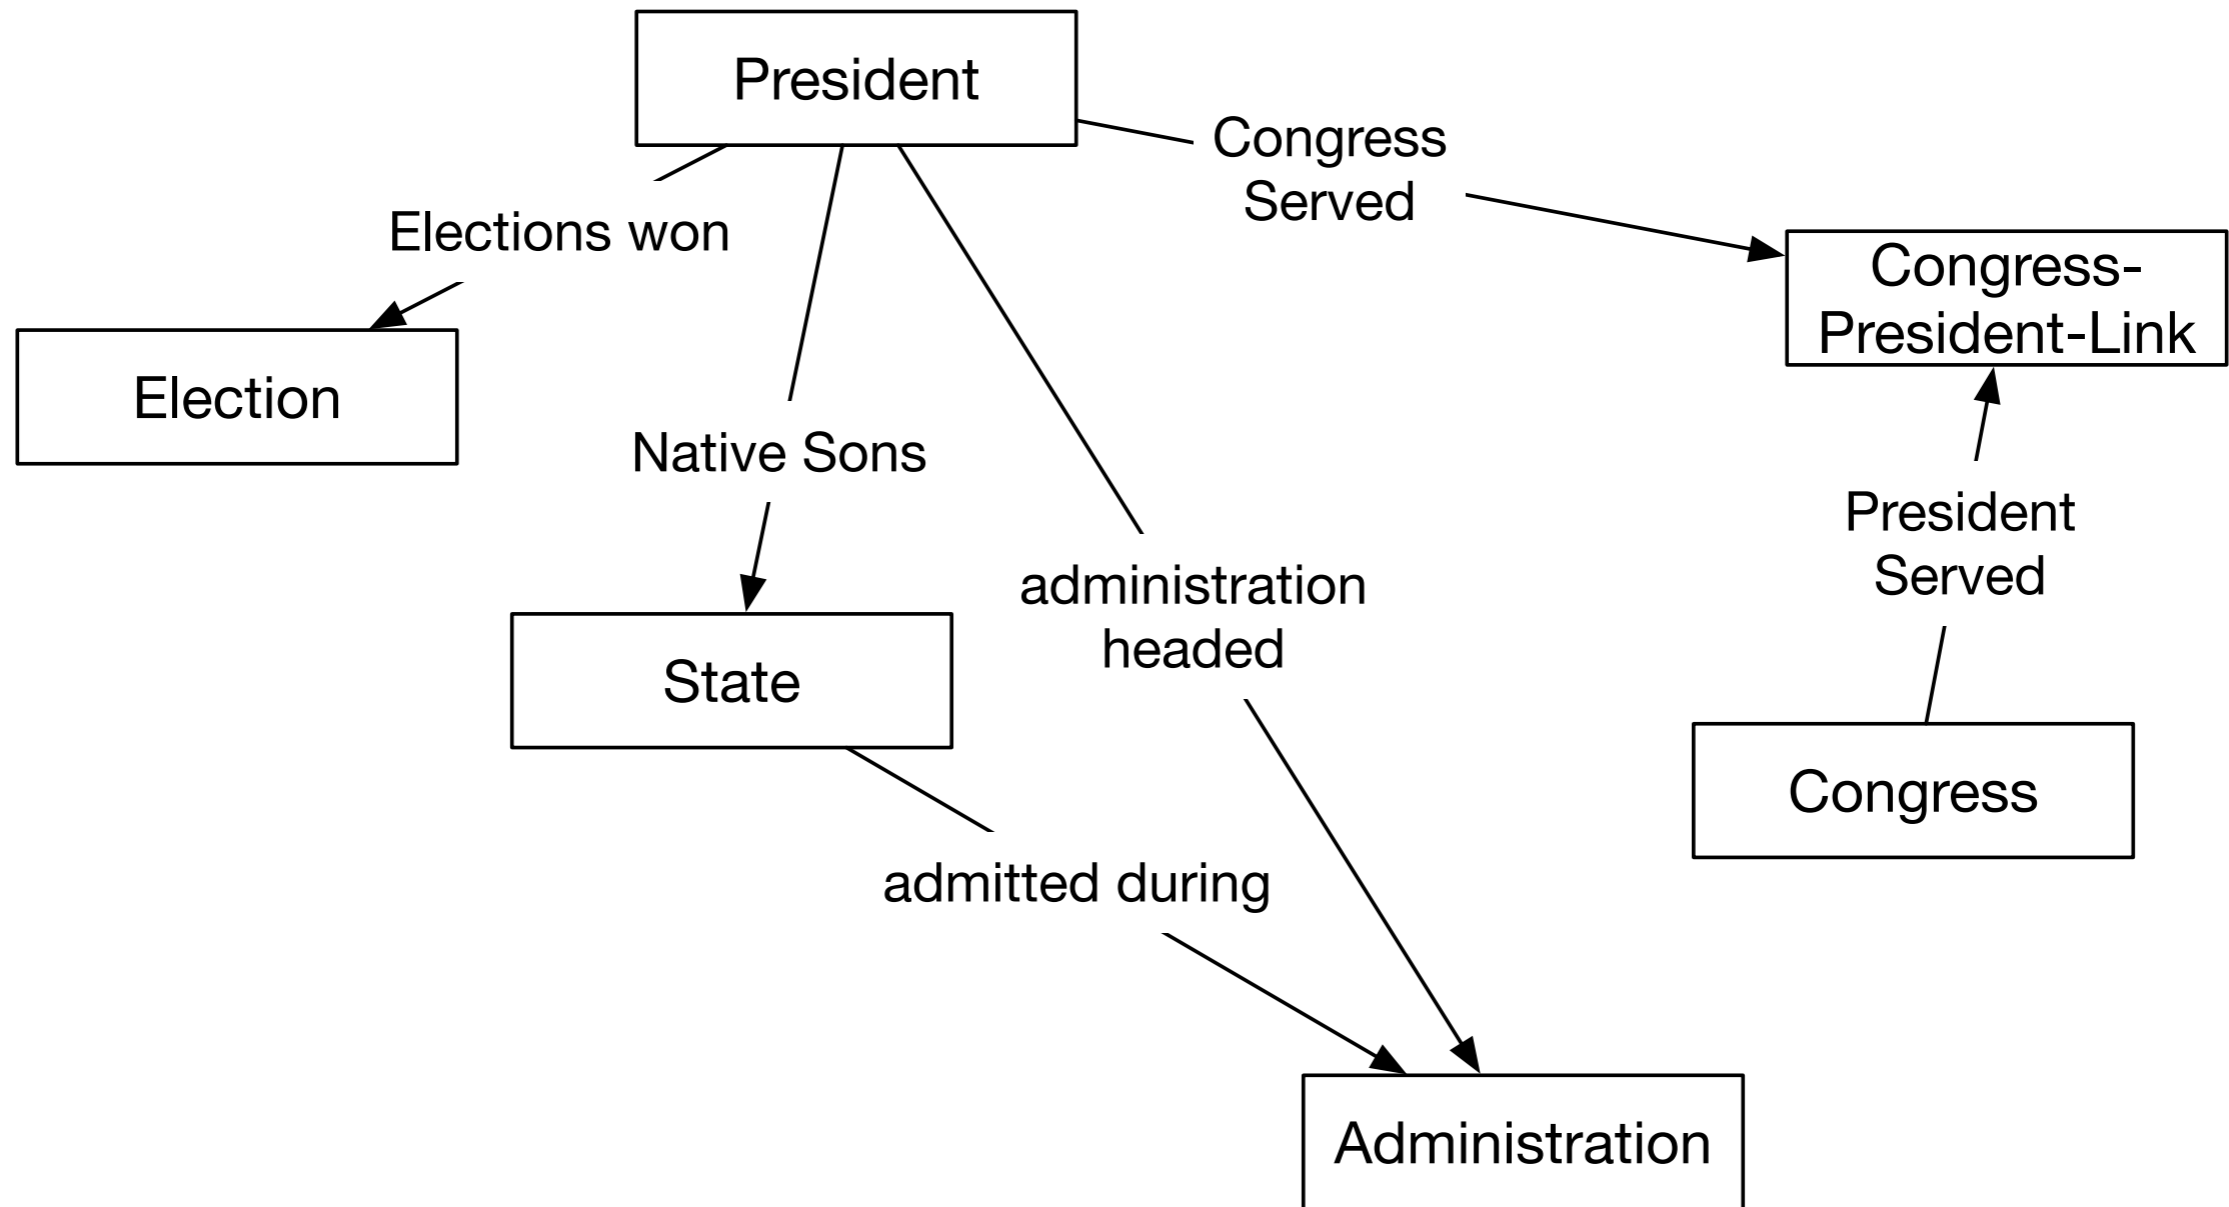 President
Congress
Served
Elections won
Congress-
President-Link
Election
Native Sons
President
Served
administration
headed
State
Congress
admitted during
Administration